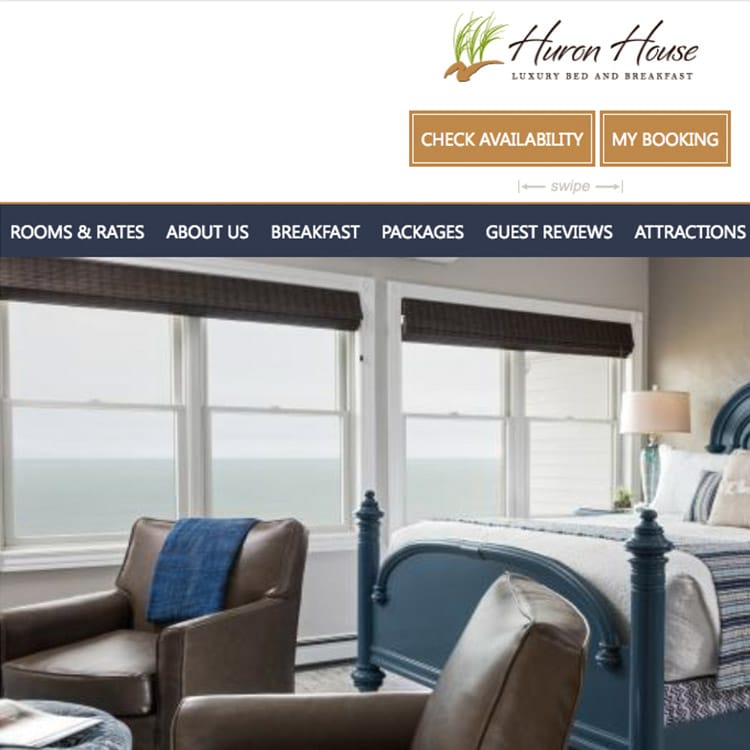 Huron House
LUXURY BED AND BREAKFAST
CHECK AVAILABILITY MY BOOKING
swipe
ROOMS & RATES ABOUT US BREAKFAST PACKAGES GUEST REVIEWS ATTRACTIONS